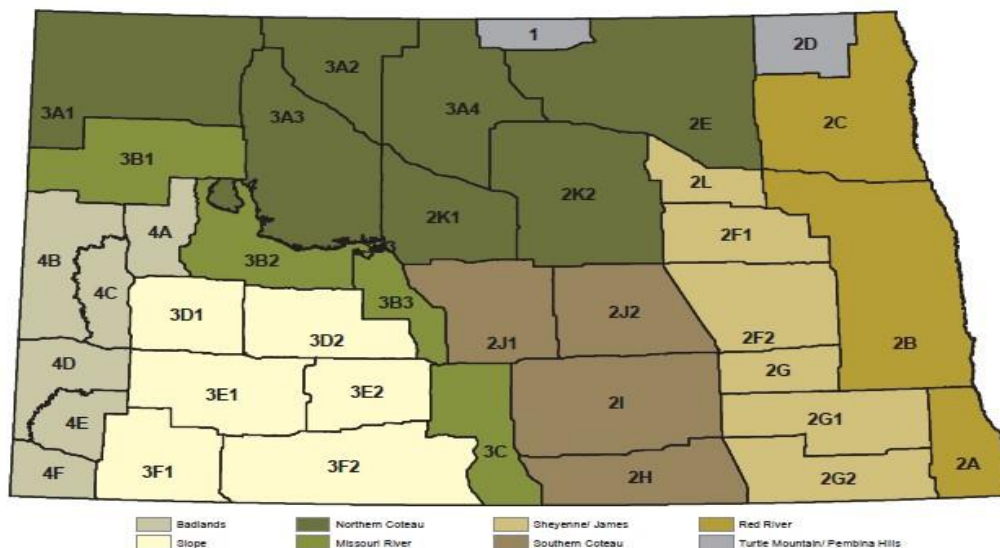 1
2D
3A2
3A1
3A3
3A4
2E
2C
3B1
2L
2K1
2K2
2F1
4A
4B
3B2
4C
3B3
3D1
2J2
3D2
2J1
2F2
2B
4D
2G
3E1
3E2
2I
4E
2G1
3C
4F
3F1
3F2
2H
2G2
2A
Badlands Northern Coteau Sheyenne/ James Red River
Slope Missouri River Southern Coteau Turtle Mountain/ Pembina Hills